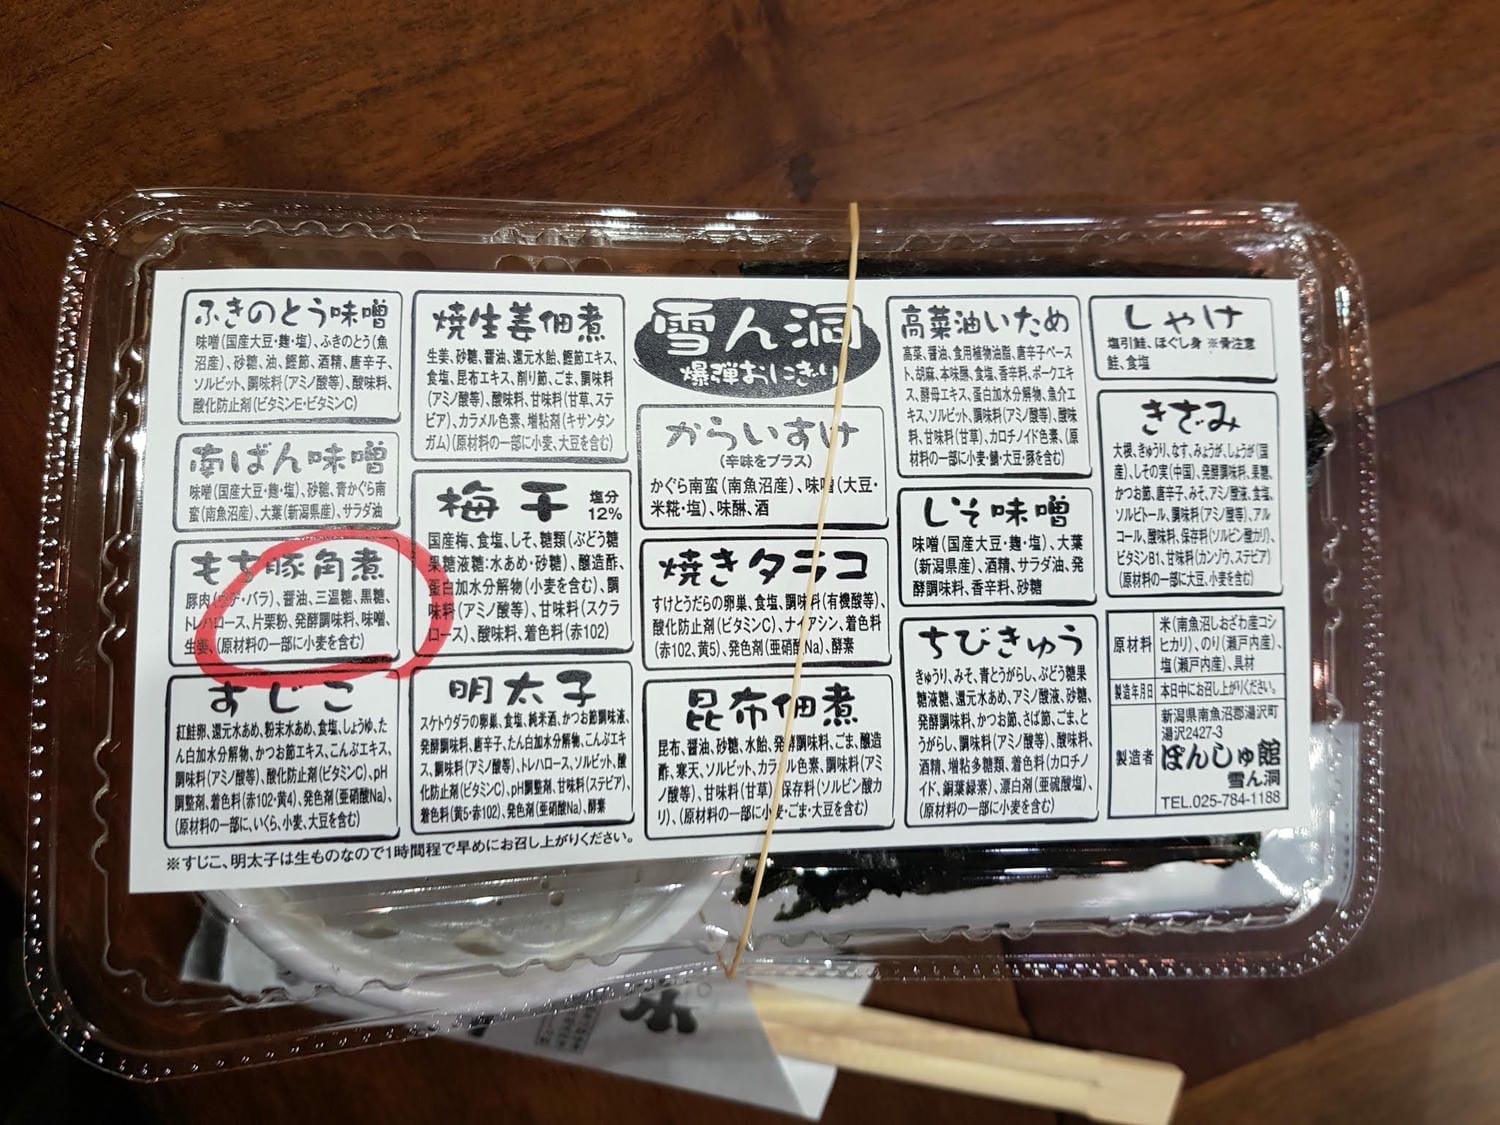 ふきのとう味噌
味噌(国産大豆・麹・塩)、ふきのとう(魚
沼産)、砂糖、油、鰹節、酒精、唐辛子、
ソルビット、調味料(アミノ酸等)、酸味料、
酸化防止剤(ビタミンE・ビタミンC)
南ばん味噌
味噌(国産大豆・麹・塩)、砂糖、青かぐら南
蛮(南魚沼産)、大葉(新潟県産)、サラダ油
もち豚角煮
豚肉(ウデ・バラ)、醤油、三温糖、黒糖、
トレハロース、片栗粉、発酵調味料、味噌、
生姜、(原材料の一部に小麦を含む)
すじこ
紅鮭卵、還元水あめ、粉末水あめ、食塩、しょうゆ、た
ん白加水分解物、かつお節エキス、こんぶエキス、
調味料(アミノ酸等)、酸化防止剤(ビタミンC)、pH
調整剤、着色料(赤102・黄4)、発色剤(亜硝酸Na)、
(原材料の一部に、いくら、小麦、大豆を含む)
※すじこ、明太子は生ものなので1時間程で早めにお召し上がりください。
焼生姜佃煮
生姜、砂糖、醤油、還元水飴、鰹節エキス、
食塩、昆布エキス、削り節、ごま、調味料
(アミノ酸等)、酸味料、甘味料(甘草、ステ
ビア)、カラメル色素、増粘剤(キサンタン
ガム)(原材料の一部に小麦、大豆を含む)
梅干 塩分
12%
国産梅、食塩、しそ、糖類(ぶどう糖
果糖液糖:水あめ・砂糖)、醸造酢、
蛋白加水分解物(小麦を含む)、調
味料(アミノ酸等)、甘味料(スクラ
ロース)、酸味料、着色料(赤102)
明太子
スケトウダラの卵巣、食塩、純米酒、かつお節調味液、
発酵調味料、唐辛子、たん白加水分解物、こんぶエキ
ス、調味料(アミノ酸等)、トレハロース、ソルビット、酸
化防止剤(ビタミンC)、pH調整剤、甘味料(ステビア)、
着色料(黄5・赤102)、発色剤(亜硝酸Na)、酵素
雪ん洞
爆弾おにぎり
からいすけ
(辛味をプラス)
かぐら南蛮(南魚沼産)、味噌(大豆・
米糀・塩)、味醂、酒
焼きタラコ
すけとうだらの卵巣、食塩、調味料(有機酸等)、
酸化防止剤(ビタミンC)、ナイアシン、着色料
(赤102、黄5)、発色剤(亜硝酸Na)、酵素
昆布佃煮
昆布、醤油、砂糖、水飴、発酵調味料、ごま、醸造
酢、寒天、ソルビット、カラメル色素、調味料(アミ
ノ酸等)、甘味料(甘草)、保存料(ソルビン酸カ
リ)、(原材料の一部に小麦・ごま・大豆を含む)
高菜油いため
高菜、醤油、食用植物油脂、唐辛子ペース
ト、胡麻、本味醂、食塩、香辛料、ポークエキ
ス、酵母エキス、蛋白加水分解物、魚介エ
キス、ソルビット、調味料(アミノ酸等)、酸味
料、甘味料(甘草)、カロチノイド色素、(原
材料の一部に小麦・鯖・大豆・豚を含む)
しそ味噌
味噌(国産大豆・麹・塩)、大葉
(新潟県産)、酒精、サラダ油、発
酵調味料、香辛料、砂糖
ちびきゅう
きゅうり、みそ、青とうがらし、ぶどう糖果
糖液糖、還元水あめ、アミノ酸液、砂糖、
発酵調味料、かつお節、さば節、ごま、と
うがらし、調味料(アミノ酸等)、酸味料、
酒精、増粘多糖類、着色料(カロチノ
イド、銅葉緑素)、漂白剤(亜硫酸塩)、
(原材料の一部に小麦を含む)
しゃけ
塩引鮭、ほぐし身 ※骨注意
鮭、食塩
きざみ
大根、きゅうり、なす、みょうが、しょうが(国
産)、しその実(中国)、発酵調味料、果糖、
かつお節、唐辛子、みそ、アミノ酸液、食塩、
ソルビトール、調味料(アミノ酸等)、アル
コール、酸味料、保存料(ソルビン酸カリ)、
ビタミンB1、甘味料(カンゾウ、ステビア)
(原材料の一部に大豆、小麦を含む)
原材料 米(南魚沼しおざわ産コシ
ヒカリ)、のり(瀬戸内産)、
塩(瀬戸内産)、具材
製造年月日 本日中にお召し上がりください。
製造者 新潟県南魚沼郡湯沢町
湯沢2427-3
ぽんしゅ館
雪ん洞
TEL.025-784-1188